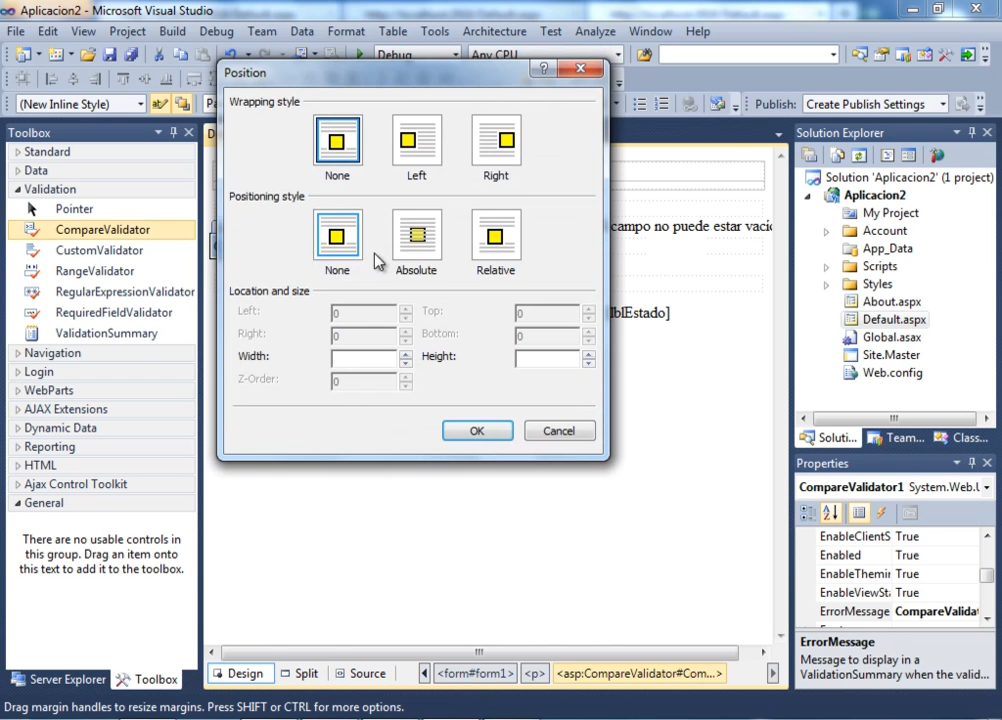 Aplicacion2 - Microsoft Visual Studio
File Edit View Project Build Debug Team Data Format Table Tools Architecture Test Analyze Window Help
Debug Any CPU
(New Inline Style) Publish: Create Publish Settings
Toolbox
Standard
Data
Validation
Pointer
CompareValidator
CustomValidator
RangeValidator
RegularExpressionValidator
RequiredFieldValidator
ValidationSummary
Navigation
Login
WebParts
AJAX Extensions
Dynamic Data
Reporting
HTML
Ajax Control Toolkit
General
There are no usable controls in
this group. Drag an item onto
this text to add it to the toolbox.
Server Explorer Toolbox
Position
Wrapping style
None Left Right
Positioning style
None Absolute Relative
Location and size
Left: 0 Top: 0
Right: 0 Bottom: 0
Width: Height:
Z-Order: 0
OK Cancel
campo no puede estar vací
lblEstado]
Design Split Source <form#form1> <p> <asp:CompareValidator#Com...>
Solution Explorer
Solution 'Aplicacion2' (1 project)
Aplicacion2
My Project
Account
App_Data
Scripts
Styles
About.aspx
Default.aspx
Global.asax
Site.Master
Web.config
Soluti... Team... Class...
Properties
CompareValidator1 System.Web.U
EnableClientS True
Enabled True
EnableThemin True
EnableViewSta True
ErrorMessage CompareValida
ErrorMessage
Message to display in a
ValidationSummary when the valid...
Drag margin handles to resize margins. Press SHIFT or CTRL for more options.